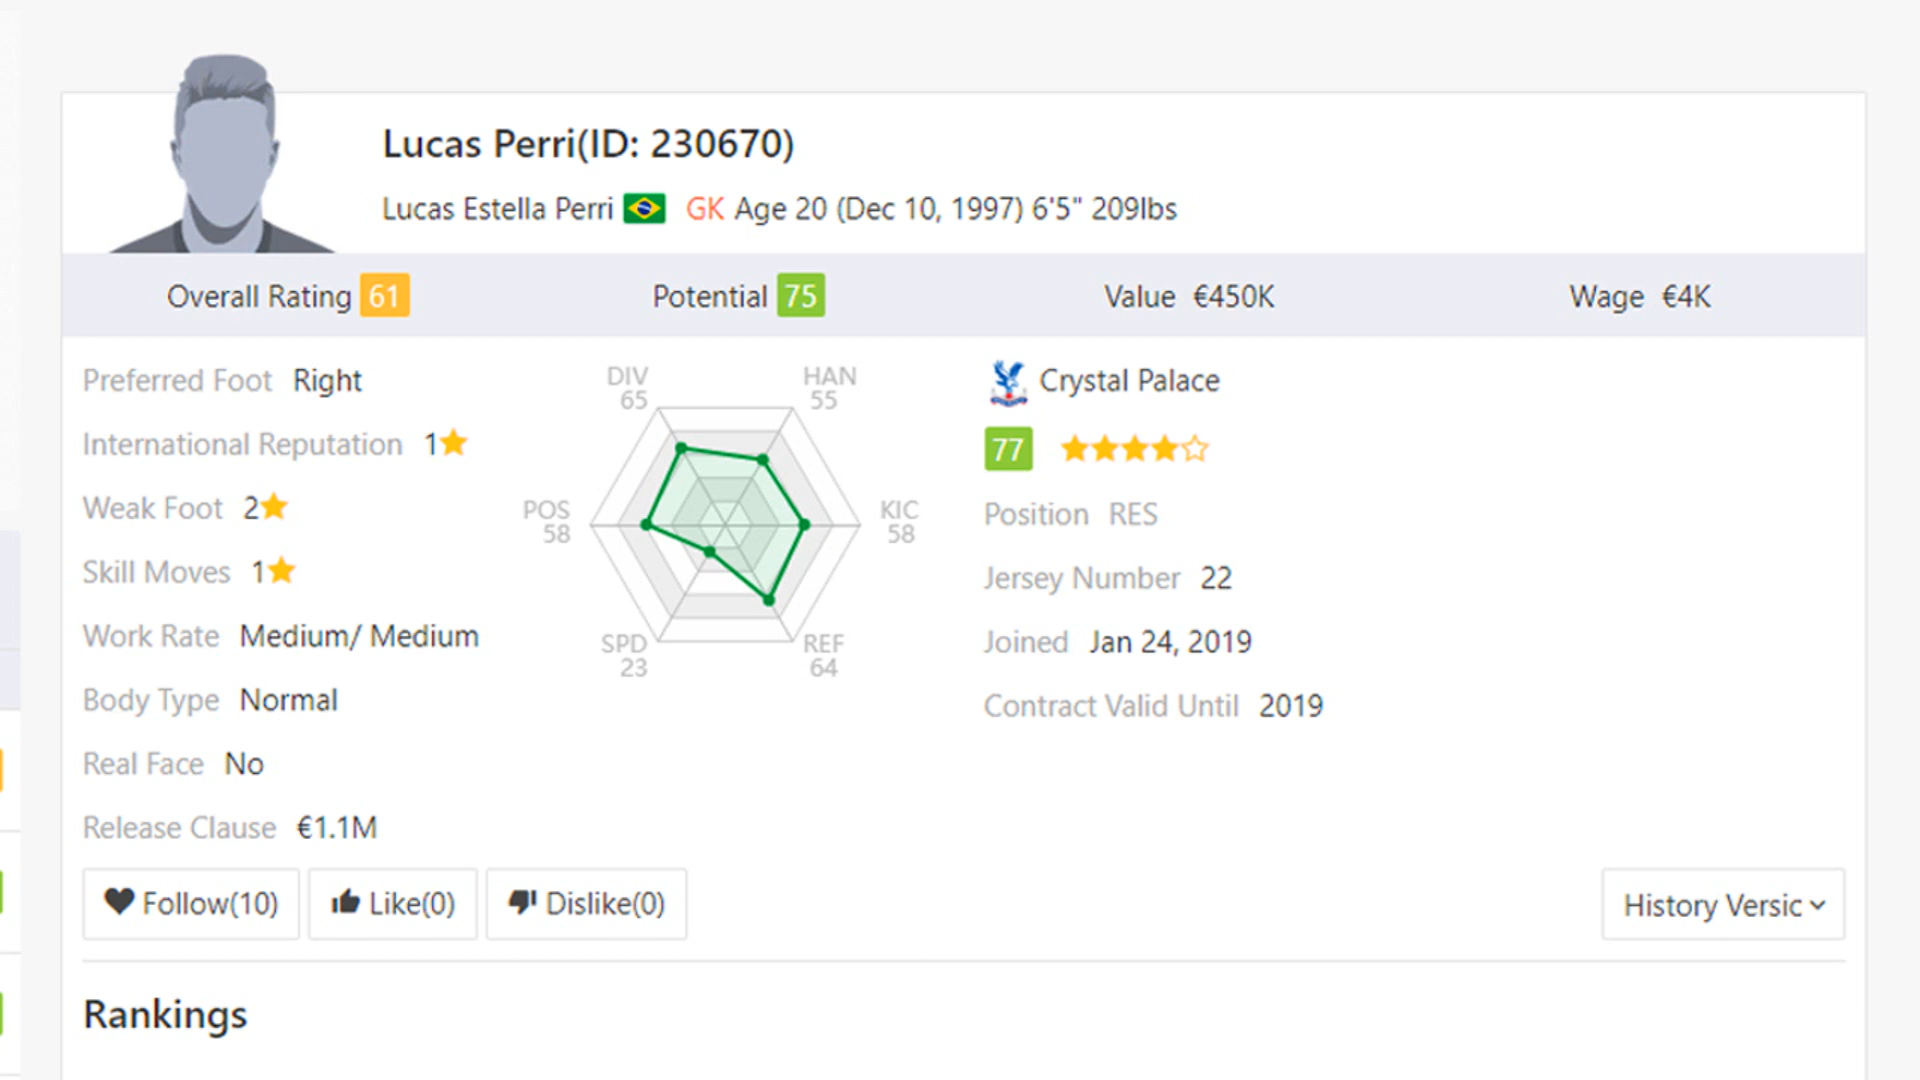 Lucas Perri(ID: 230670)
Lucas Estella Perri GK Age 20 (Dec 10, 1997) 6'5" 209lbs
Overall Rating 61 Potential 75 Value €450K Wage €4K
Preferred Foot Right
International Reputation 1
Weak Foot 2
Skill Moves 1
Work Rate Medium/ Medium
Body Type Normal
Real Face No
Release Clause €1.1M
DIV
65
HAN
55
POS
58
KIC
58
SPD
23
REF
64
Crystal Palace
77
Position RES
Jersey Number 22
Joined Jan 24, 2019
Contract Valid Until 2019
Follow(10) Like(0) Dislike(0) History Versic
Rankings